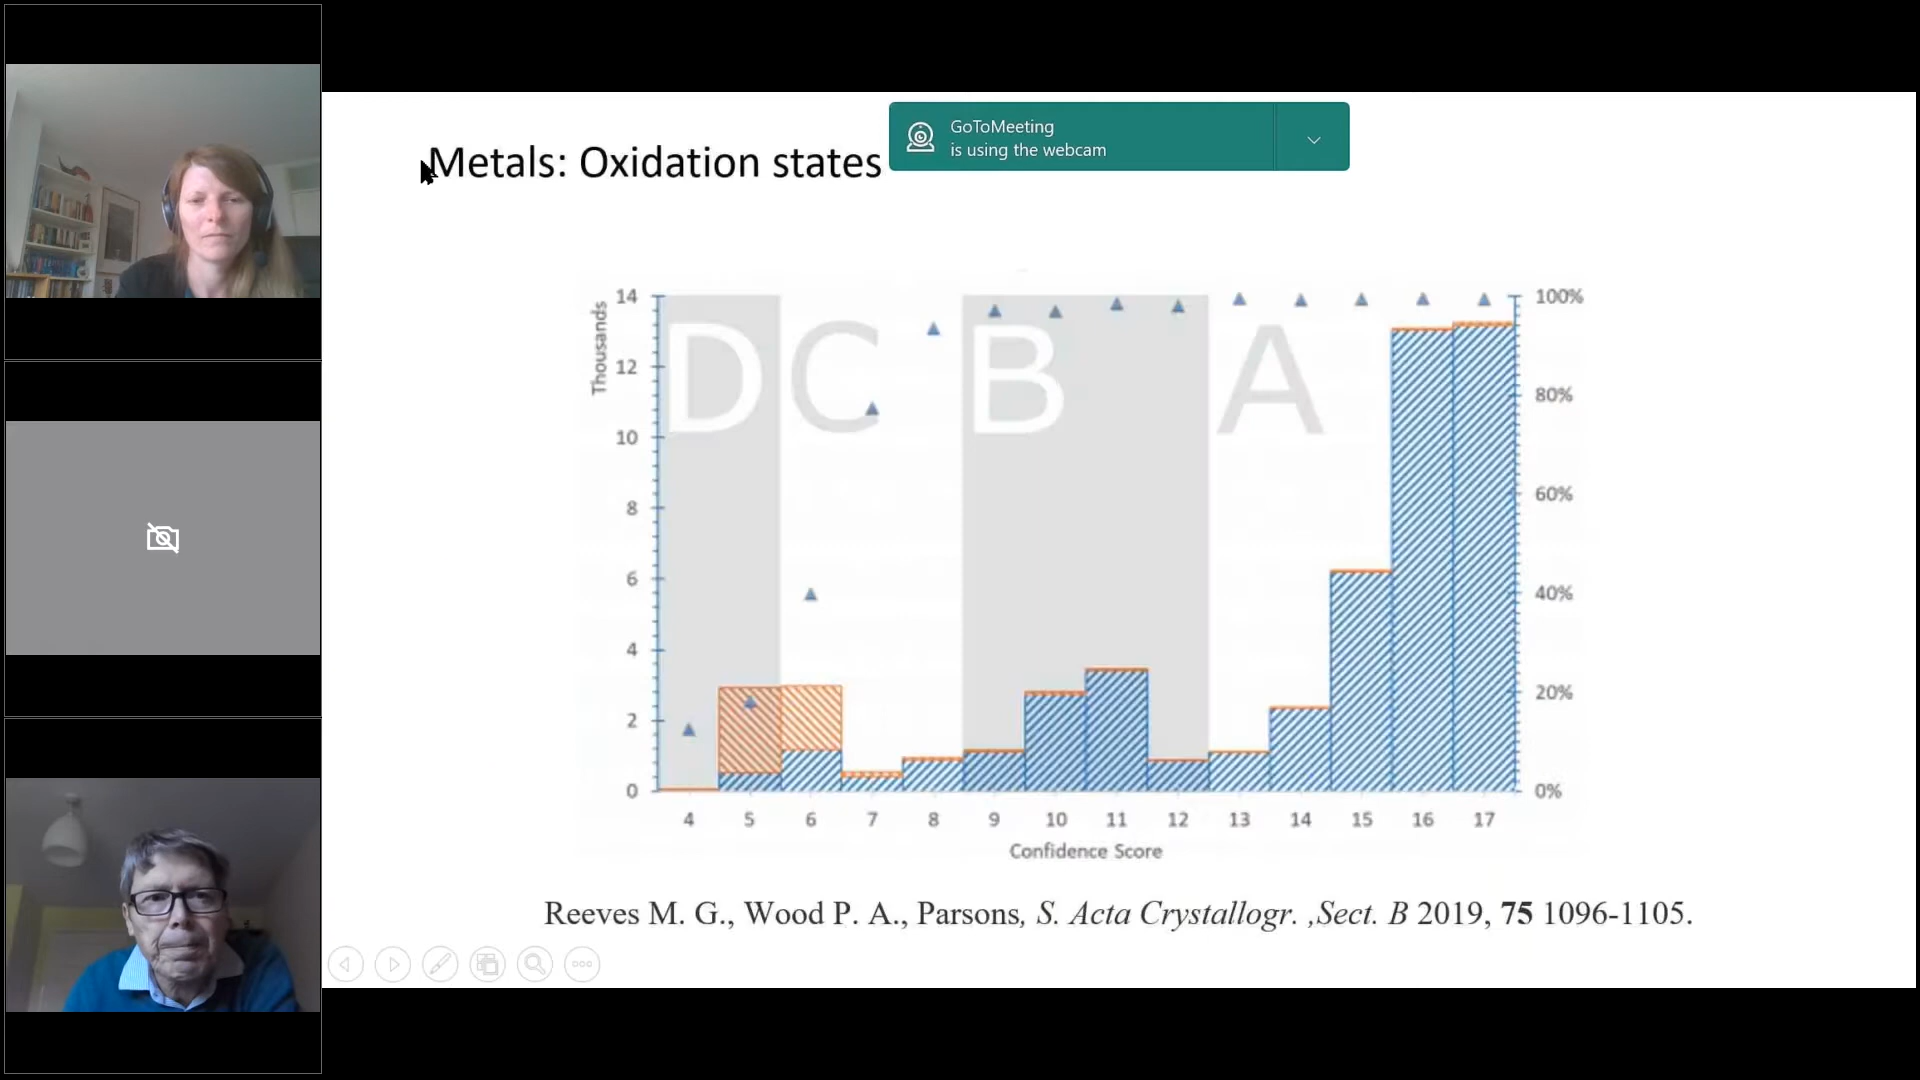 GoToMeeting
is using the webcam
Metals: Oxidation states
Thousands
14
12
10
8
6
4
2
0
D C B A
100%
80%
60%
40%
20%
0%
4 5 6 7 8 9 10 11 12 13 14 15 16 17
Confidence Score
Reeves M. G., Wood P. A., Parsons, S. Acta Crystallogr. ,Sect. B 2019, 75 1096-1105.